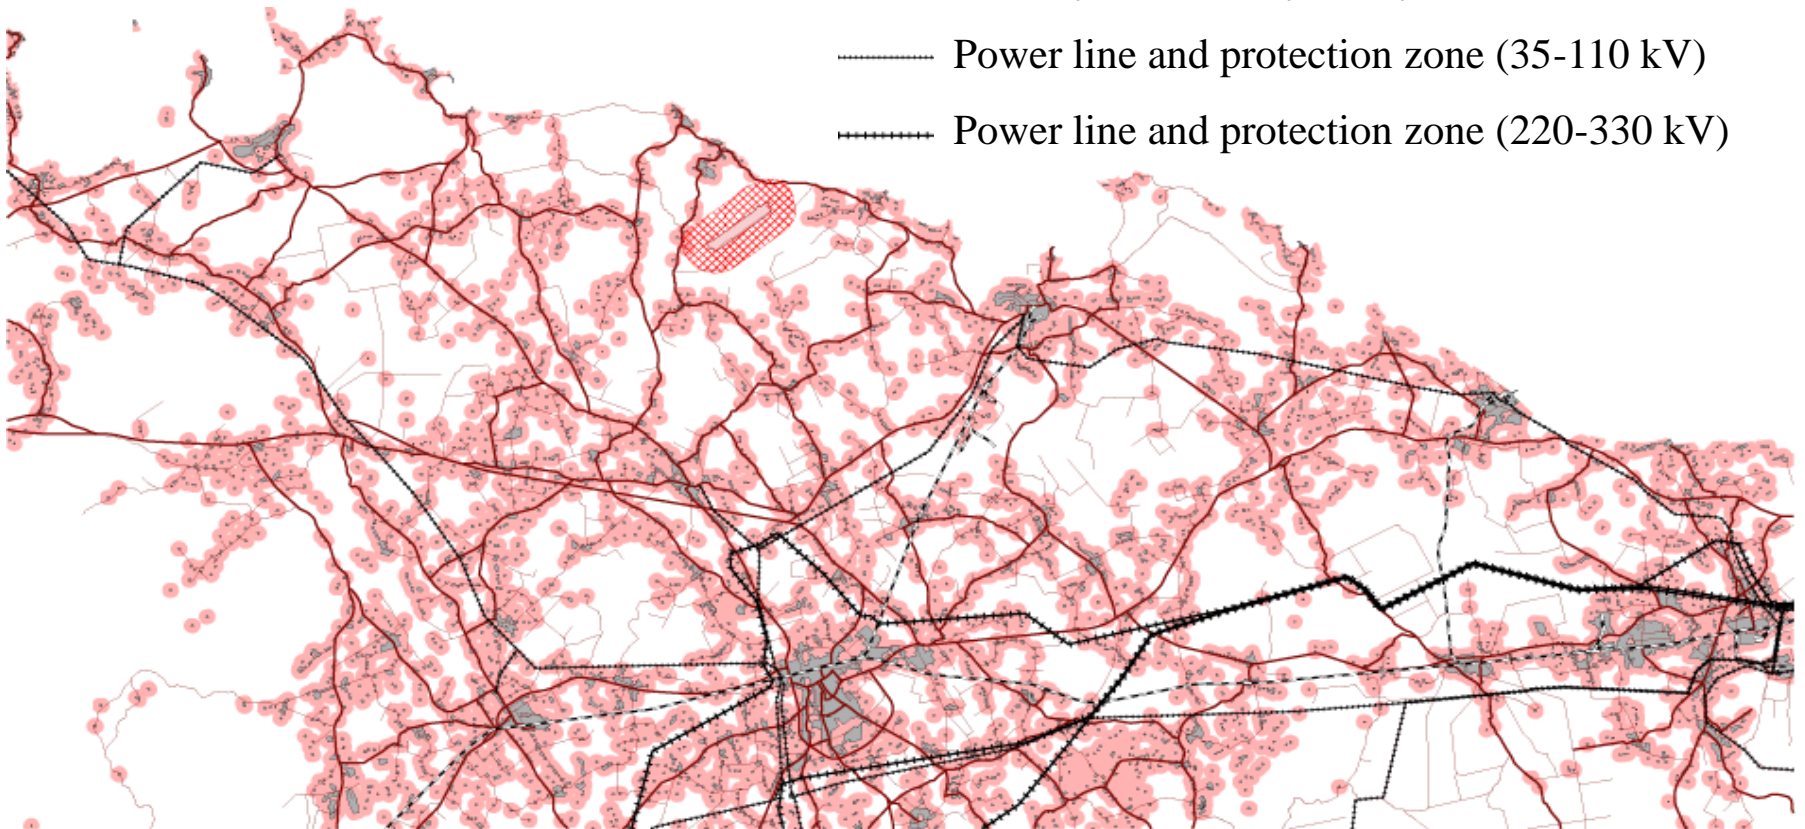 Power line and protection zone (35-110 kV)
Power line and protection zone (220-330 kV)